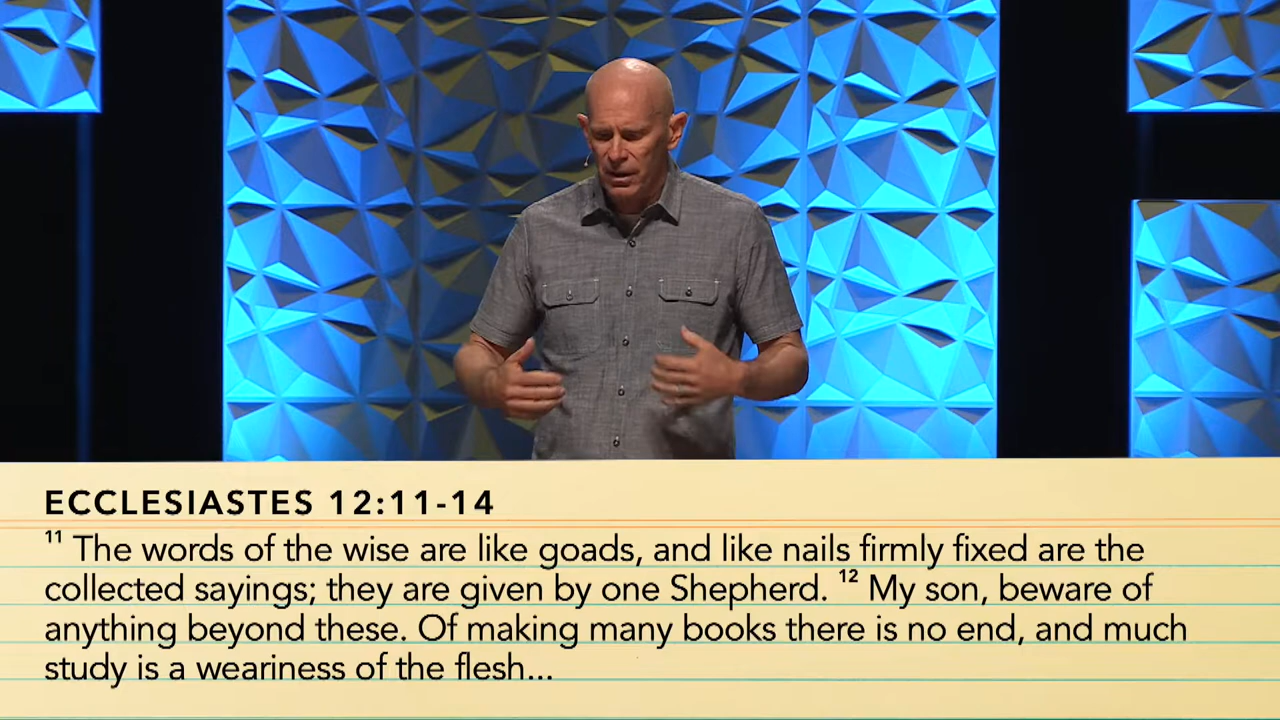 ECCLESIASTES 12:11-14
11 The words of the wise are like goads, and like nails firmly fixed are the
collected sayings; they are given by one Shepherd. 12 My son, beware of
anything beyond these. Of making many books there is no end, and much
study is a weariness of the flesh...